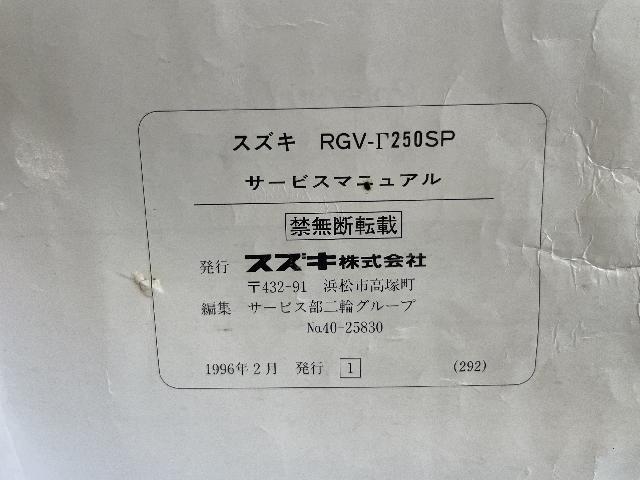 スズキ RGV-Γ250SP
サービスマニュアル
禁無断転載
発行 スズキ株式会社
〒432-91 浜松市高塚町
編集 サービス部二輪グループ
No.40-25830
1996年2月 発行 1 (292)